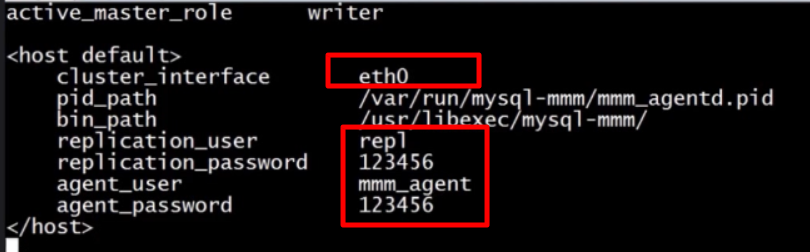 active_master_role      writer
<host default>
    cluster_interface       eth0
    pid_path                /var/run/mysql-mmm/mmm_agentd.pid
    bin_path                /usr/libexec/mysql-mmm/
    replication_user        repl
    replication_password    123456
    agent_user              mmm_agent
    agent_password          123456
</host>